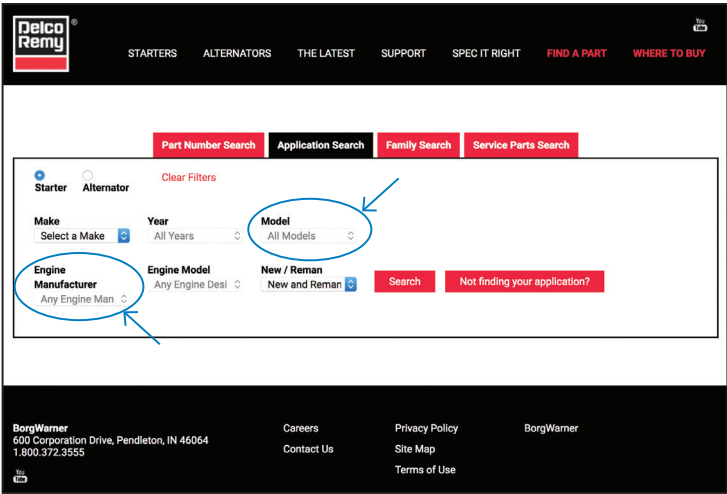 Delco
Remy
®
You
Tube
STARTERS ALTERNATORS THE LATEST SUPPORT SPEC IT RIGHT FIND A PART WHERE TO BUY
Part Number Search Application Search Family Search Service Parts Search
Starter Alternator Clear Filters
Make Year Model
Select a Make All Years All Models
Engine Manufacturer Engine Model New / Reman
Any Engine Man Any Engine Desi New and Reman Search Not finding your application?
BorgWarner Careers Privacy Policy BorgWarner
600 Corporation Drive, Pendleton, IN 46064
1.800.372.3555 Contact Us Site Map
Terms of Use
You
Tube